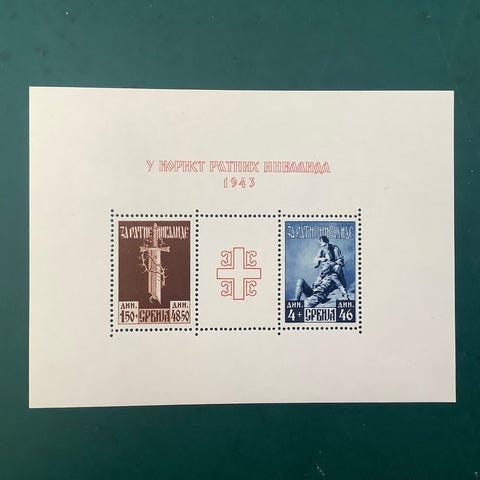 У КОРИСТ РАТНИХ ИНВАЛИДА
1943
ЗА РАТНЕ ИНВАЛИДЕ
ДИН. ДИН.
1.50+ 48.50
СРБИЈА
ЗА РАТНЕ ИНВАЛИДЕ
ДИН. ДИН.
4+ 46
СРБИЈА